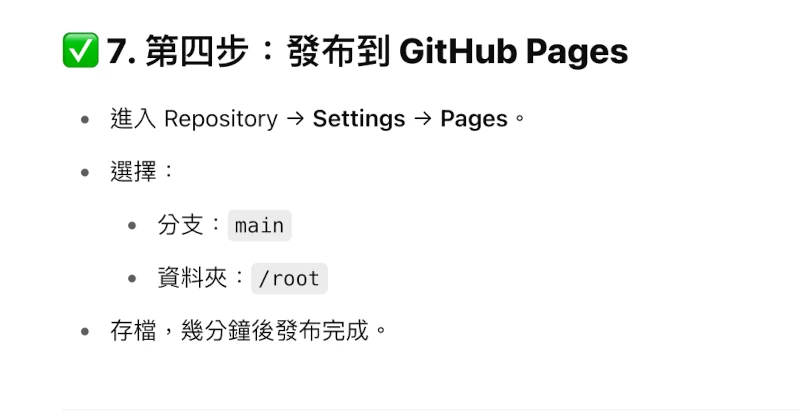 ✅ 7. 第四步：發布到 GitHub Pages
• 進入 Repository → Settings → Pages。
• 選擇：
• 分支：main
• 資料夾：/root
• 存檔，幾分鐘後發布完成。